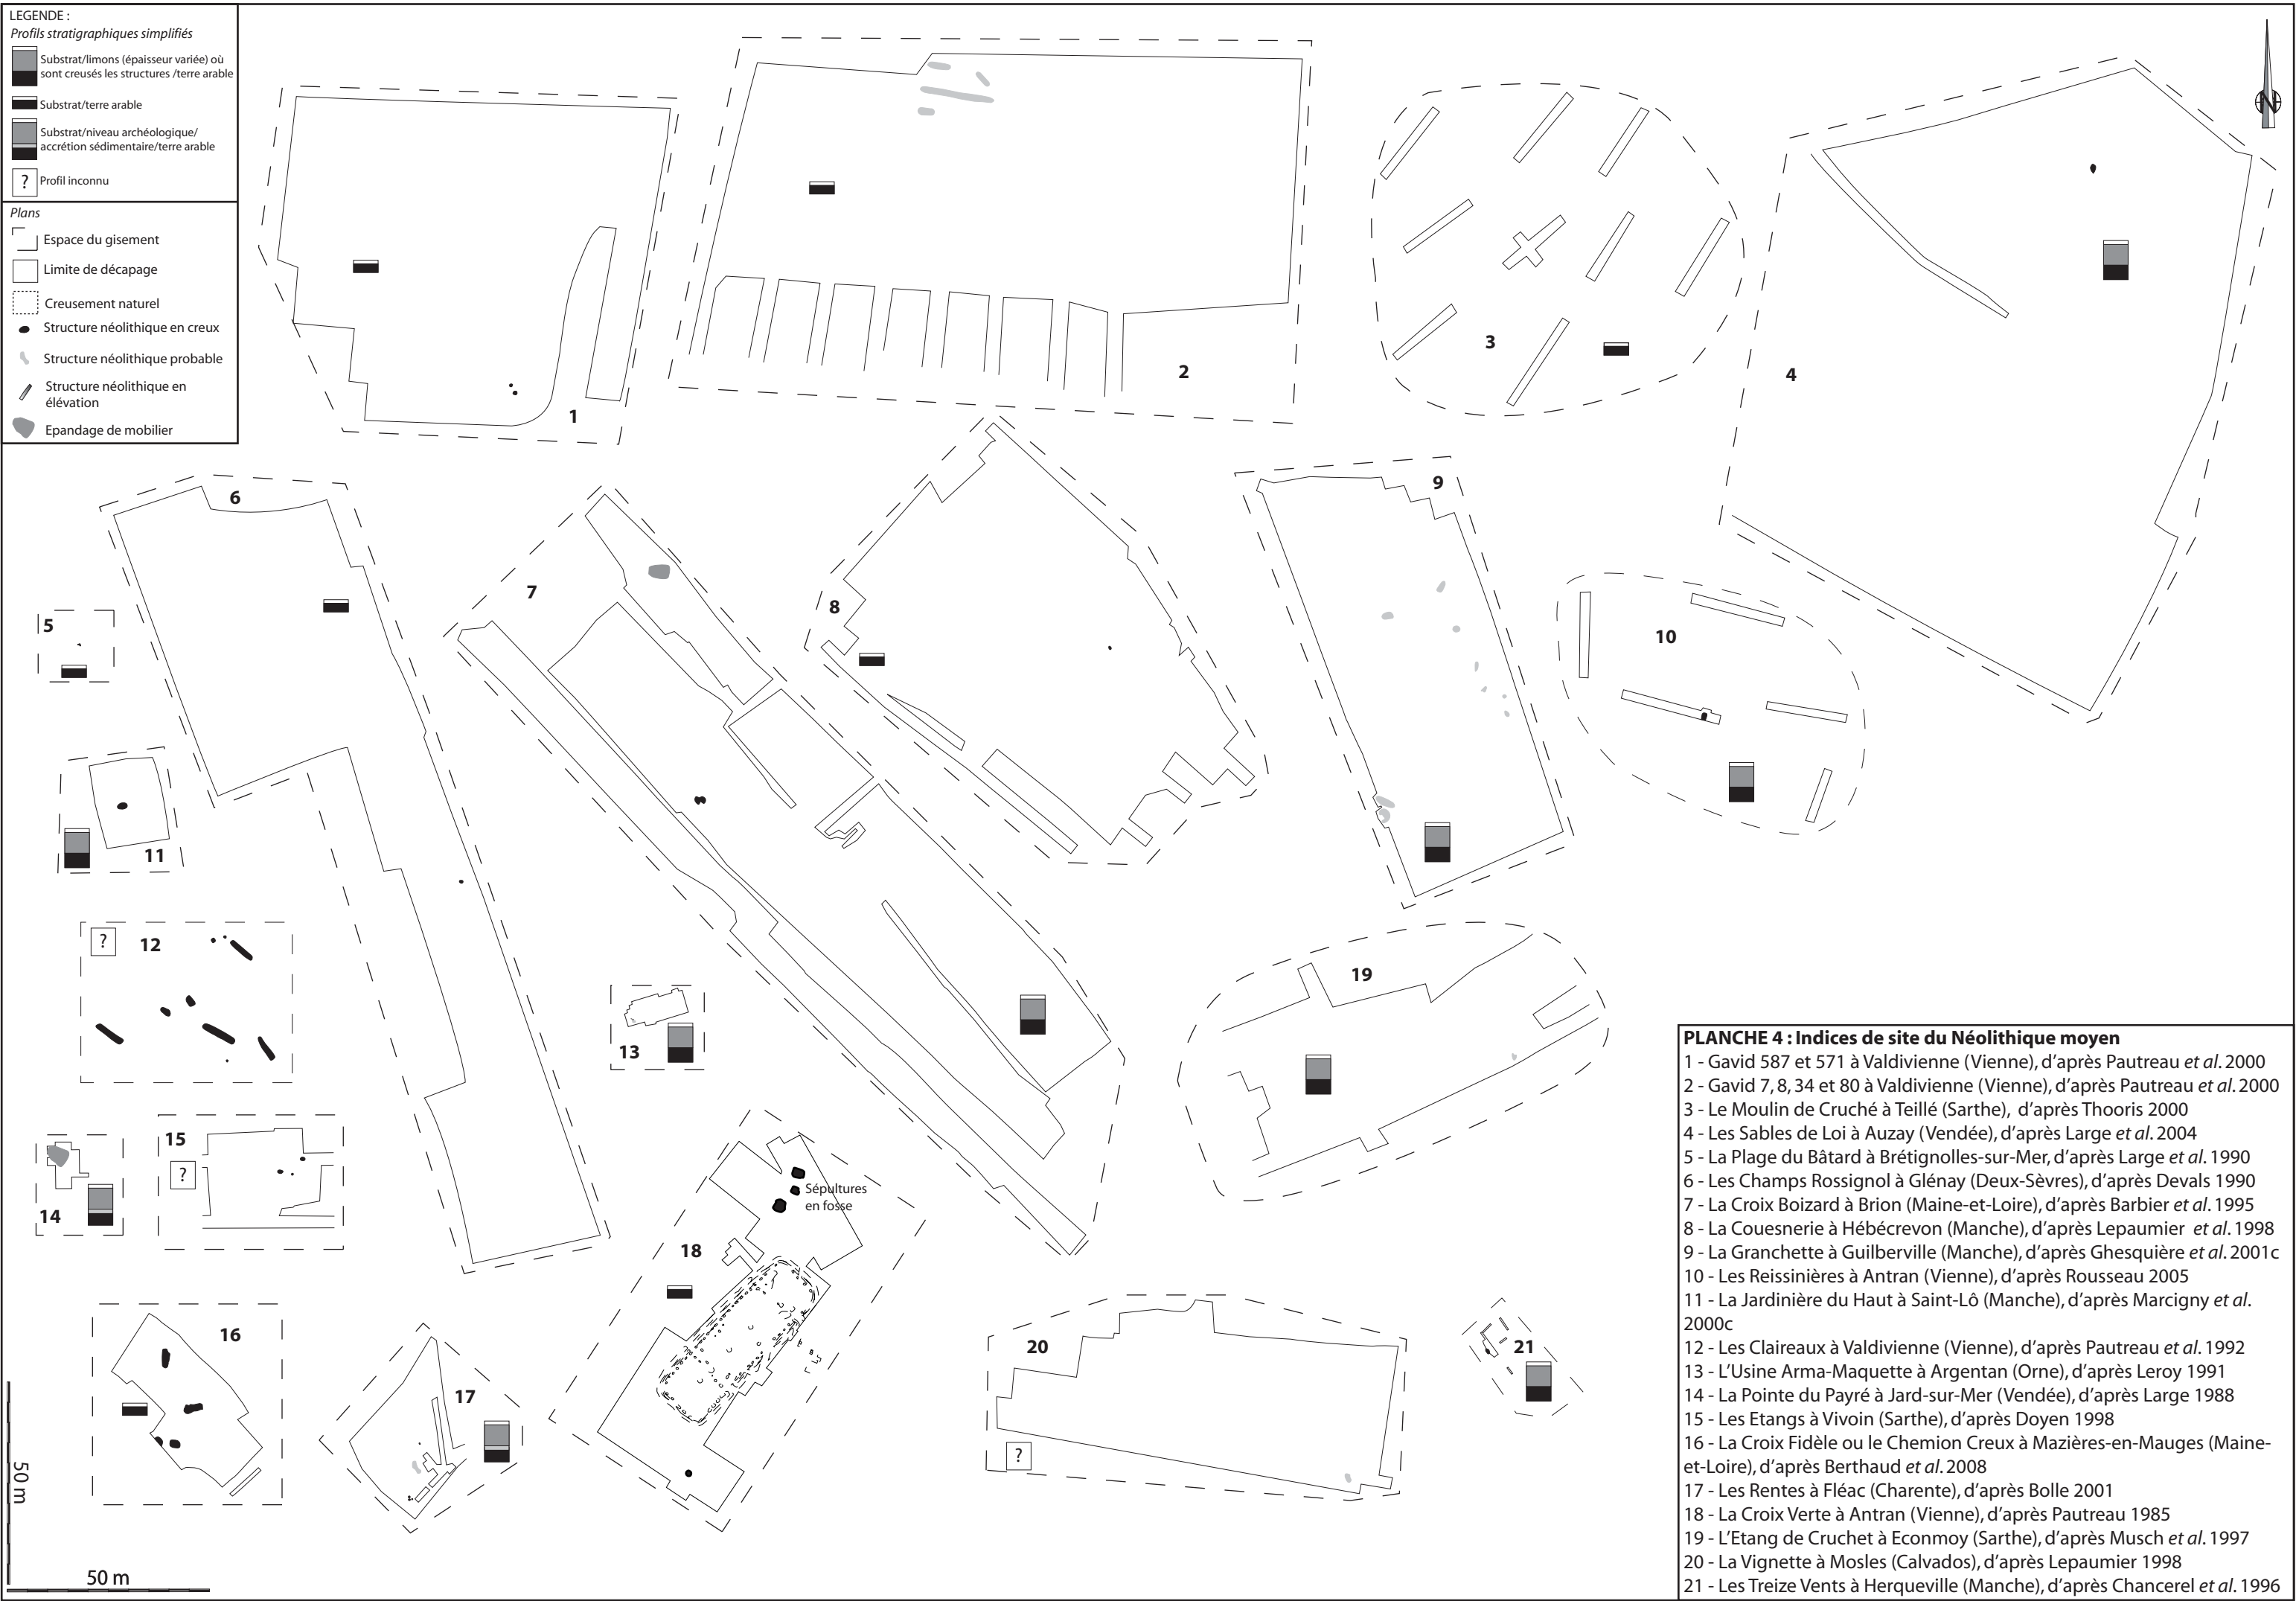 LEGENDE :
Profils stratigraphiques simplifiés
Substrat/limons (épaisseur variée) où
sont creusés les structures /terre arable
Substrat/terre arable
Substrat/niveau archéologique/
accrétion sédimentaire/terre arable
?
Profil inconnu
Plans
Espace du gisement
Limite de décapage
Creusement naturel
Structure néolithique en creux
Structure néolithique probable
Structure néolithique en
élévation
Epandage de mobilier
N
1
2
3
4
5
6
7
8
9
10
11
? 12
13
14
15
?
16
17
18
Sépultures
en fosse
19
20
?
21
50 m
50 m
PLANCHE 4 : Indices de site du Néolithique moyen
1 - Gavid 587 et 571 à Valdivienne (Vienne), d'après Pautreau et al. 2000
2 - Gavid 7, 8, 34 et 80 à Valdivienne (Vienne), d'après Pautreau et al. 2000
3 - Le Moulin de Cruché à Teillé (Sarthe), d'après Thooris 2000
4 - Les Sables de Loi à Auzay (Vendée), d'après Large et al. 2004
5 - La Plage du Bâtard à Brétignolles-sur-Mer, d'après Large et al. 1990
6 - Les Champs Rossignol à Glénay (Deux-Sèvres), d'après Devals 1990
7 - La Croix Boizard à Brion (Maine-et-Loire), d'après Barbier et al. 1995
8 - La Couesnerie à Hébécrevon (Manche), d'après Lepaumier et al. 1998
9 - La Granchette à Guilberville (Manche), d'après Ghesquière et al. 2001c
10 - Les Reissinières à Antran (Vienne), d'après Rousseau 2005
11 - La Jardinière du Haut à Saint-Lô (Manche), d'après Marcigny et al.
2000c
12 - Les Claireaux à Valdivienne (Vienne), d'après Pautreau et al. 1992
13 - L'Usine Arma-Maquette à Argentan (Orne), d'après Leroy 1991
14 - La Pointe du Payré à Jard-sur-Mer (Vendée), d'après Large 1988
15 - Les Etangs à Vivoin (Sarthe), d'après Doyen 1998
16 - La Croix Fidèle ou le Chemion Creux à Mazières-en-Mauges (Maine-
et-Loire), d'après Berthaud et al. 2008
17 - Les Rentes à Fléac (Charente), d'après Bolle 2001
18 - La Croix Verte à Antran (Vienne), d'après Pautreau 1985
19 - L'Etang de Cruchet à Econmoy (Sarthe), d'après Musch et al. 1997
20 - La Vignette à Mosles (Calvados), d'après Lepaumier 1998
21 - Les Treize Vents à Herqueville (Manche), d'après Chancerel et al. 1996